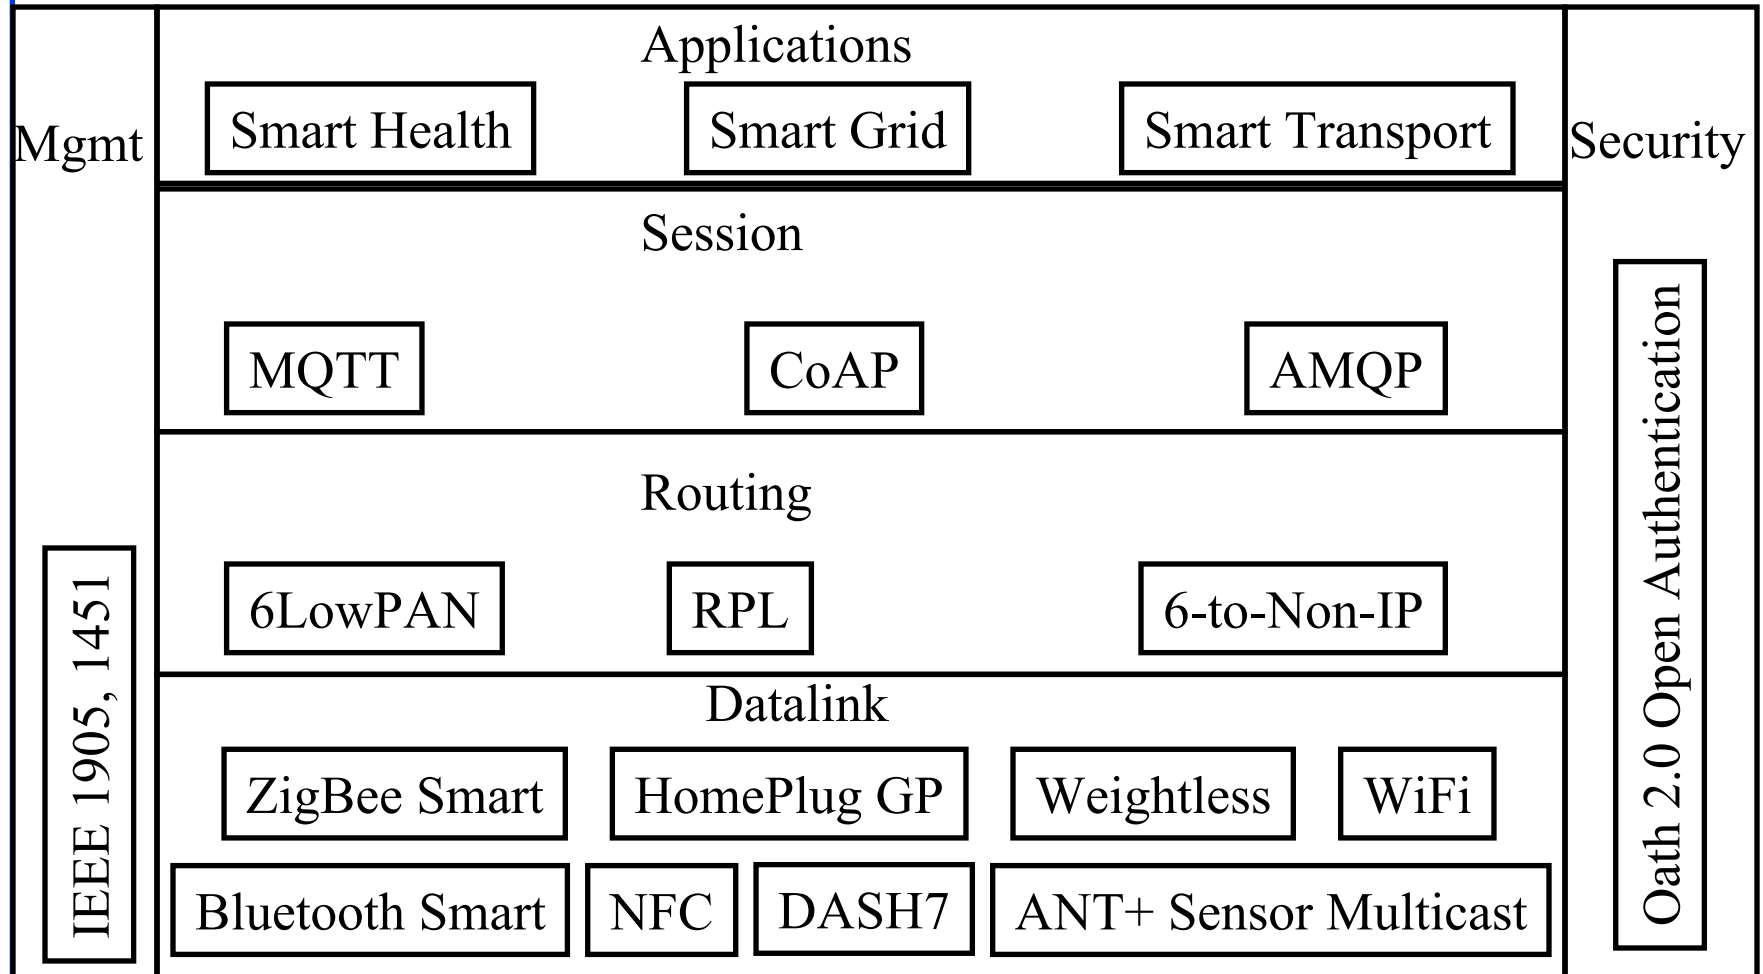 Applications
Mgmt
Smart Health
Smart Grid
Smart Transport
Security
Session
MQTT
CoAP
AMQP
Routing
6LowPAN
RPL
6-to-Non-IP
IEEE 1905, 1451
Oath 2.0 Open Authentication
Datalink
ZigBee Smart
HomePlug GP
Weightless
WiFi
Bluetooth Smart
NFC
DASH7
ANT+ Sensor Multicast